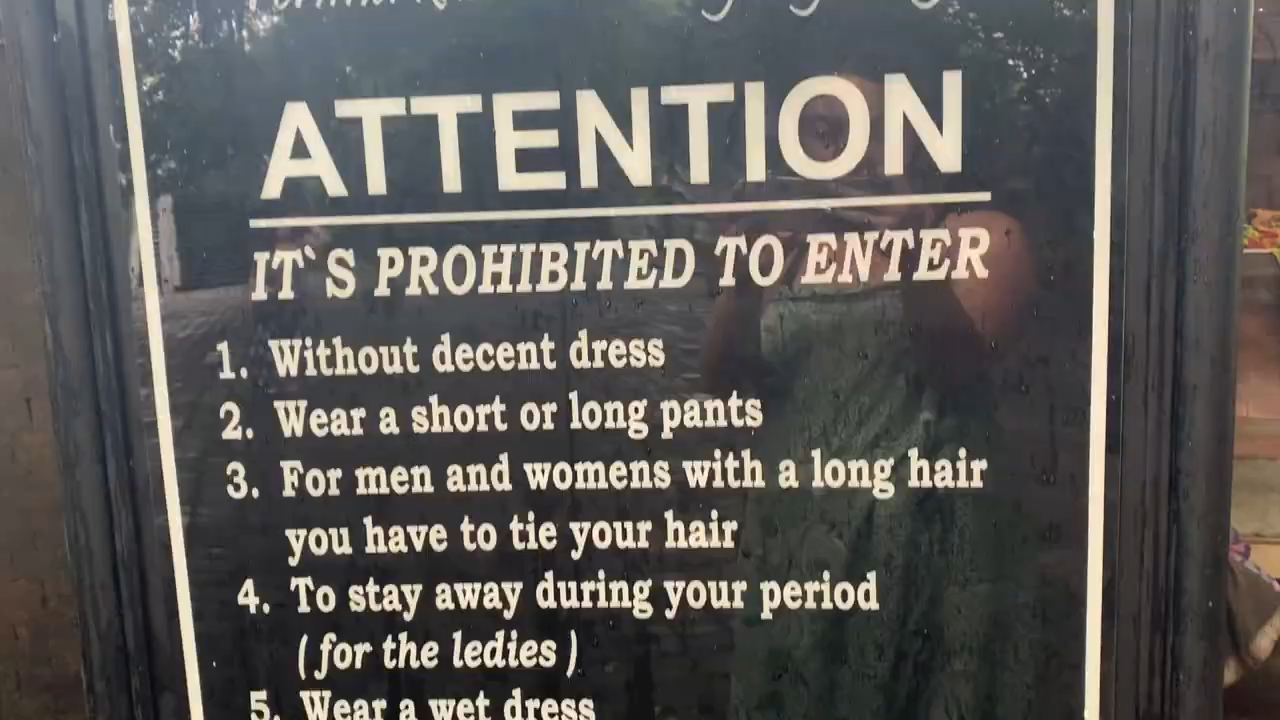 ATTENTION
IT`S PROHIBITED TO ENTER
1. Without decent dress
2. Wear a short or long pants
3. For men and womens with a long hair
you have to tie your hair
4. To stay away during your period
( for the ledies )
5. Wear a wet dress